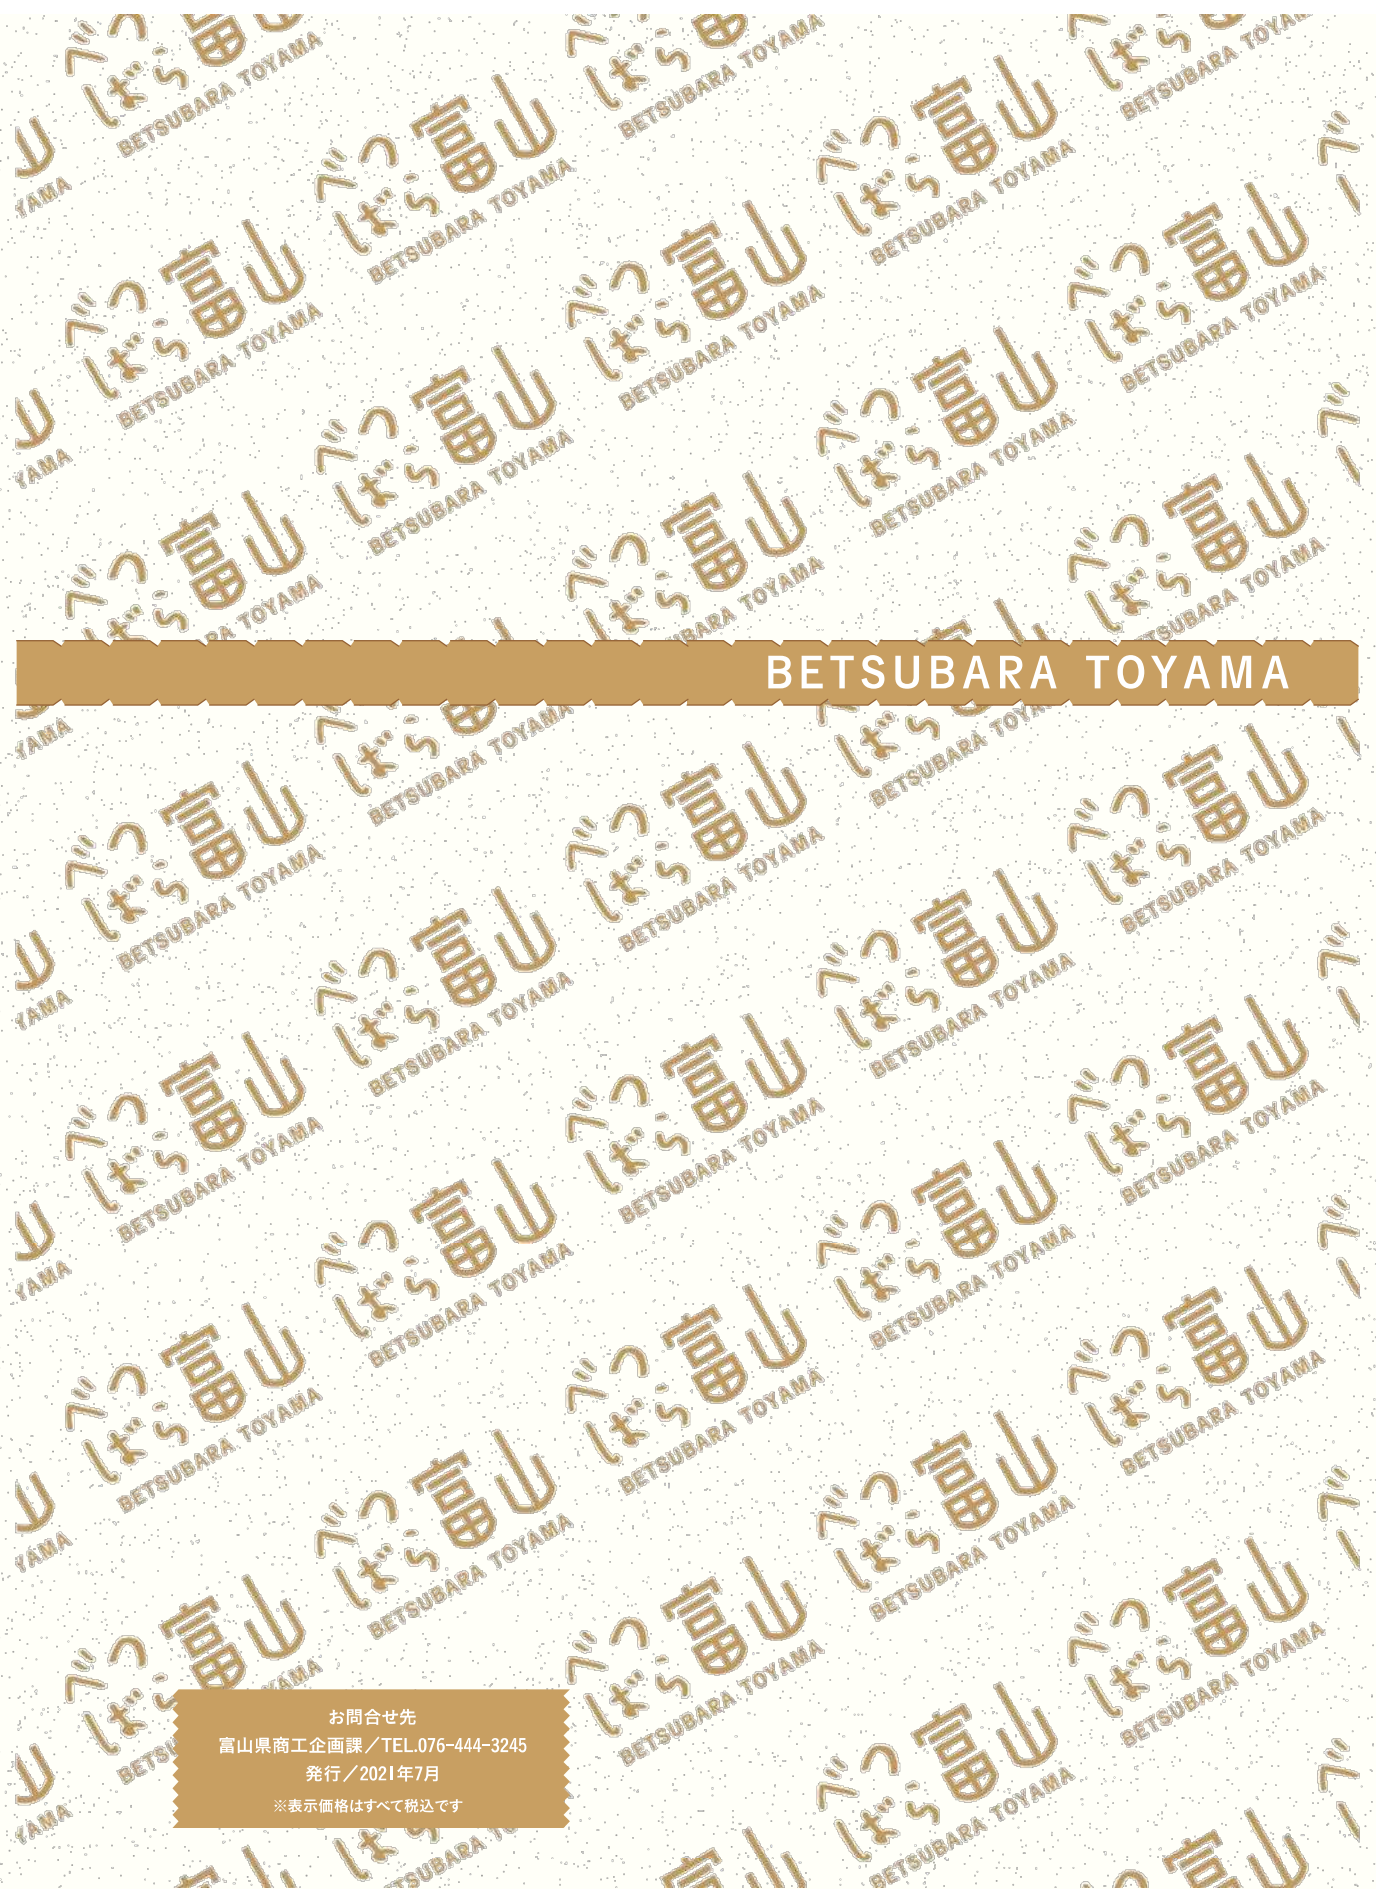 べつ
ばら
富山
BETSUBARA TOYAMA
BETSUBARA TOYAMA
お問合せ先
富山県商工企画課／TEL.076-444-3245
発行／2021年7月
※表示価格はすべて税込です